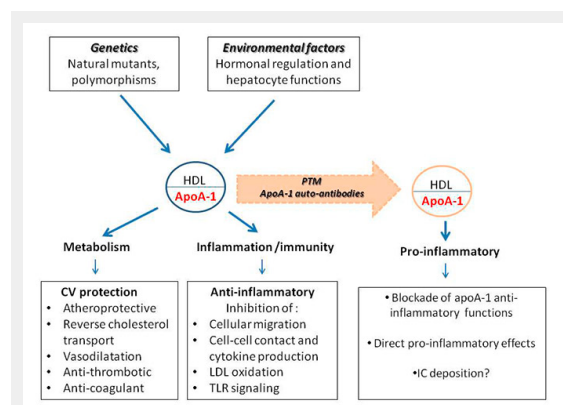 Genetics
Natural mutants,
polymorphisms
Environmental factors
Hormonal regulation and
hepatocyte functions
HDL
ApoA-1
PTM
ApoA-1 auto-antibodies
HDL
ApoA-1
Metabolism
Inflammation/immunity
Pro-inflammatory
CV protection
• Atheroprotective
• Reverse cholesterol
transport
• Vasodilatation
• Anti-thrombotic
• Anti-coagulant
Anti-inflammatory
Inhibition of :
• Cellular migration
• Cell-cell contact and
cytokine production
• LDL oxidation
• TLR signaling
• Blockade of apoA-1 anti-
inflammatory functions
• Direct pro-inflammatory effects
•IC deposition?